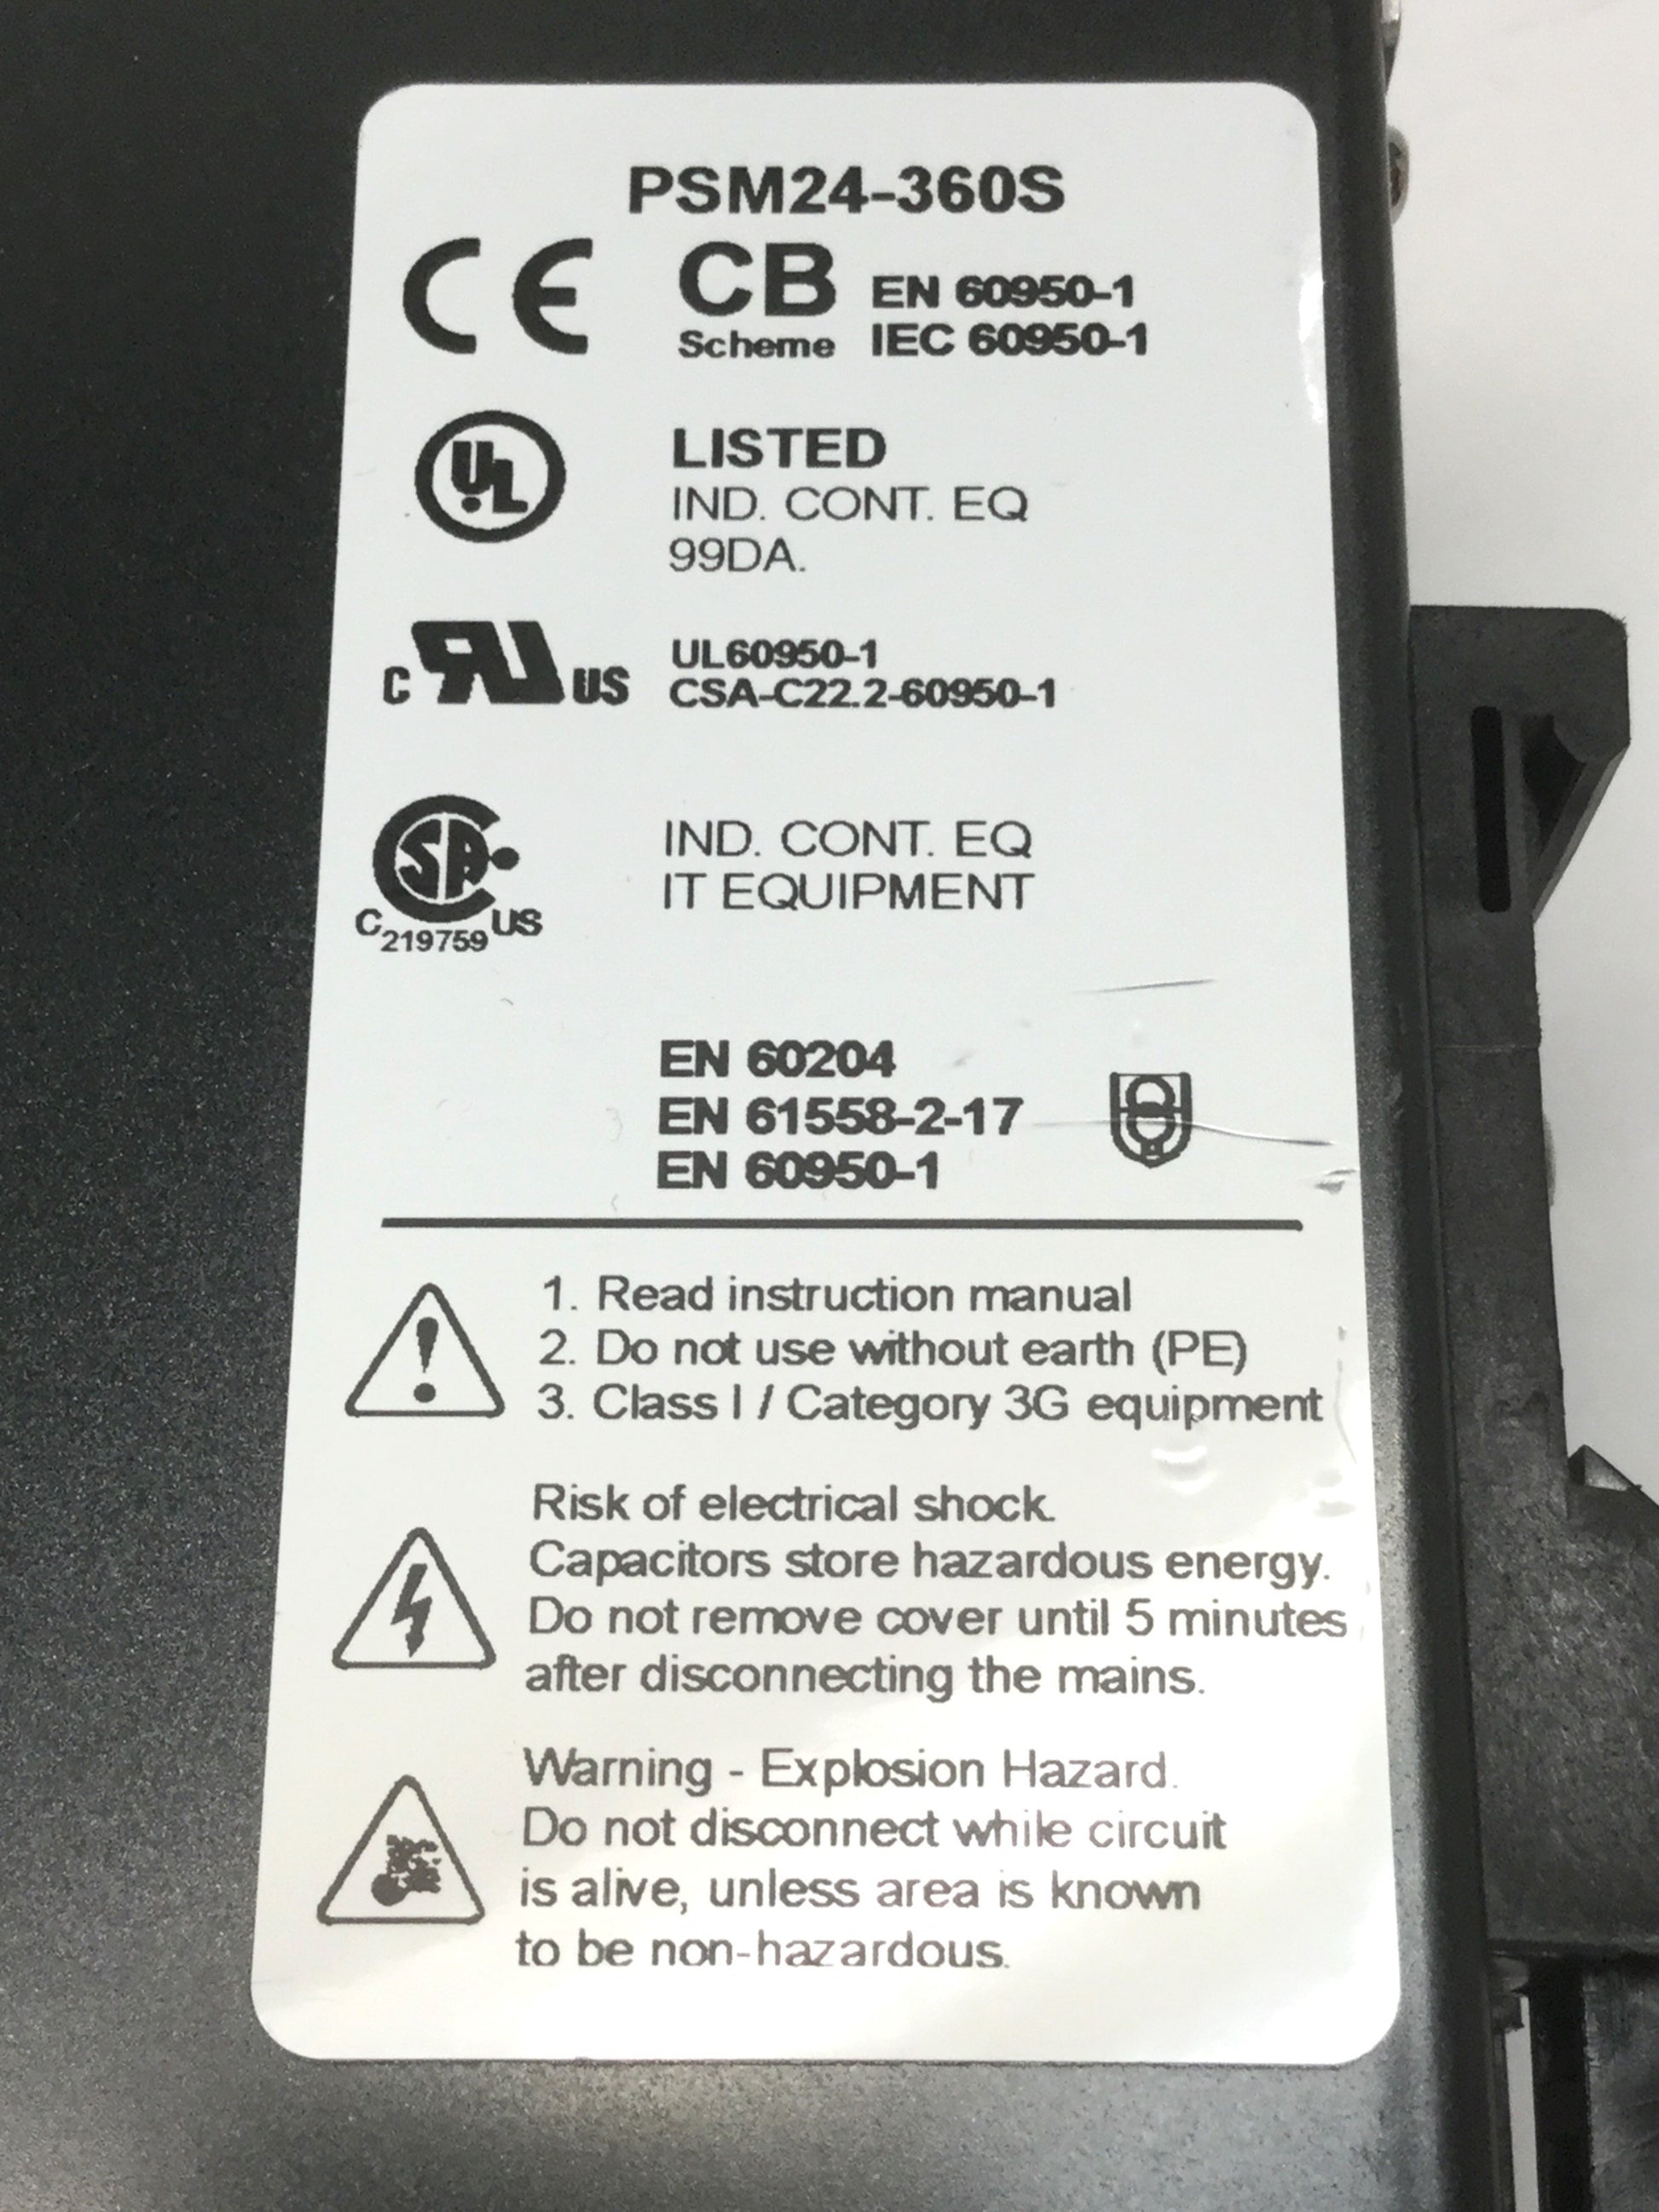 PSM24-360S
CE CB Scheme EN 60950-1
IEC 60950-1
UL LISTED
IND. CONT. EQ
99DA.
C US UL60950-1
CSA-C22.2-60950-1
SA IND. CONT. EQ
IT EQUIPMENT
C 219759 US
EN 60204
EN 61558-2-17
EN 60950-1
1. Read instruction manual
2. Do not use without earth (PE)
3. Class I / Category 3G equipment
Risk of electrical shock.
Capacitors store hazardous energy.
Do not remove cover until 5 minutes
after disconnecting the mains.
Warning - Explosion Hazard.
Do not disconnect while circuit
is alive, unless area is known
to be non-hazardous.